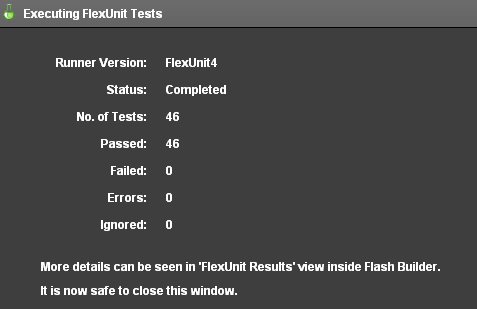 Executing FlexUnit Tests
Runner Version: FlexUnit4
Status: Completed
No. of Tests: 46
Passed: 46
Failed: 0
Errors: 0
Ignored: 0
More details can be seen in 'FlexUnit Results' view inside Flash Builder.
It is now safe to close this window.